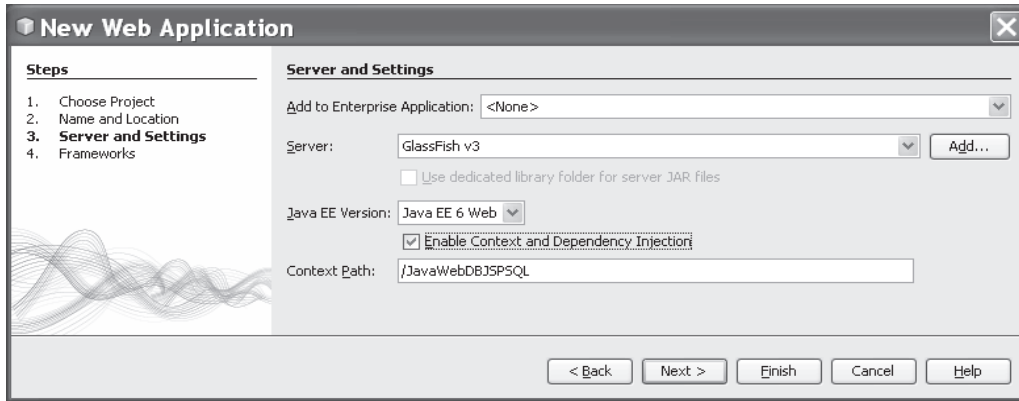 New Web Application
Steps
1. Choose Project
2. Name and Location
3. Server and Settings
4. Frameworks
Server and Settings
Add to Enterprise Application: <None>
Server: GlassFish v3 Add...
Use dedicated library folder for server JAR files
Java EE Version: Java EE 6 Web
Enable Context and Dependency Injection
Context Path: /JavaWebDBJSPSQL
< Back Next > Finish Cancel Help